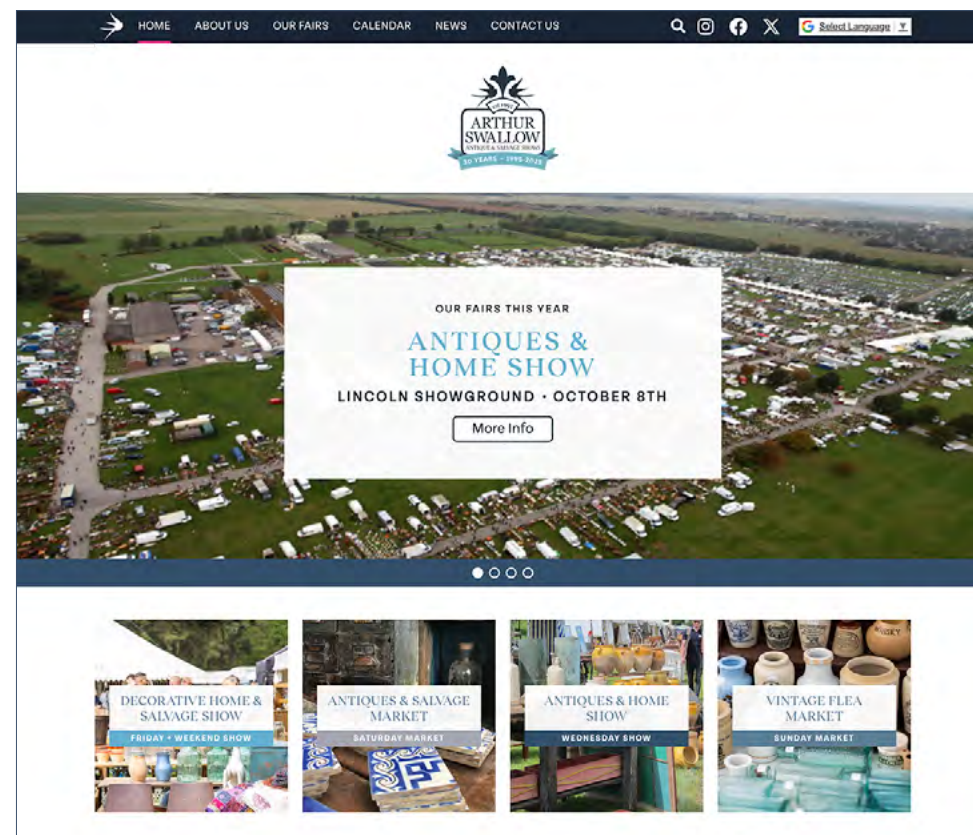 HOME ABOUT US OUR FAIRS CALENDAR NEWS CONTACT US
Select Language
ARTHUR
SWALLOW
ANTIQUE & SALVAGE SHOWS
30 YEARS - 1995-2025
OUR FAIRS THIS YEAR
ANTIQUES &
HOME SHOW
LINCOLN SHOWGROUND • OCTOBER 8TH
More Info
DECORATIVE HOME &
SALVAGE SHOW
FRIDAY + WEEKEND SHOW
ANTIQUES & SALVAGE
MARKET
SATURDAY MARKET
ANTIQUES & HOME
SHOW
WEDNESDAY SHOW
VINTAGE FLEA
MARKET
SUNDAY MARKET